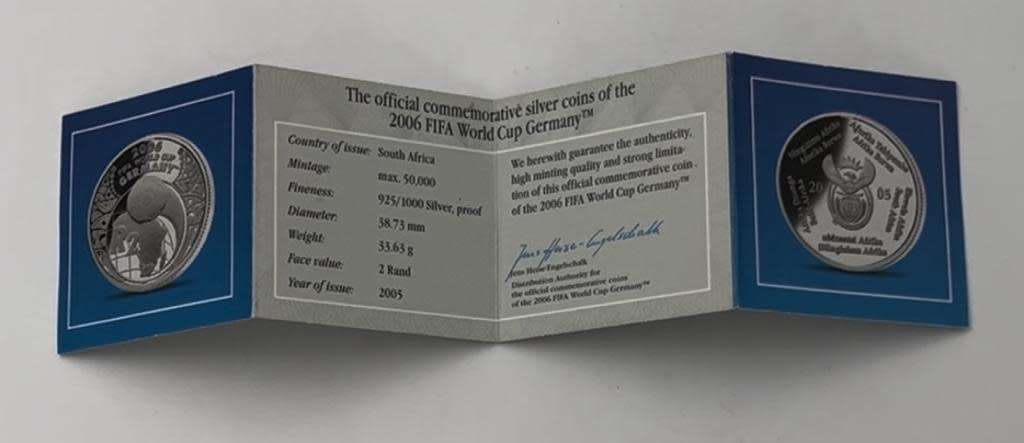 2006
FIFA WORLD CUP
GERMANY™
The official commemorative silver coins of the
2006 FIFA World Cup Germany™
Country of issue: South Africa
Mintage: max. 50,000
Fineness: 925/1000 Silver, proof
Diameter: 38.73 mm
Weight: 33.63 g
Face value: 2 Rand
Year of issue: 2005
We herewith guarantee the authenticity,
high minting quality and strong limita-
tion of this official commemorative coin
of the 2006 FIFA World Cup Germany™
Jens Heise-Engelschalk
Distribution Authority for
the official commemorative coins
of the 2006 FIFA World Cup Germany™
Afrika
20 05
South Africa
Afrika